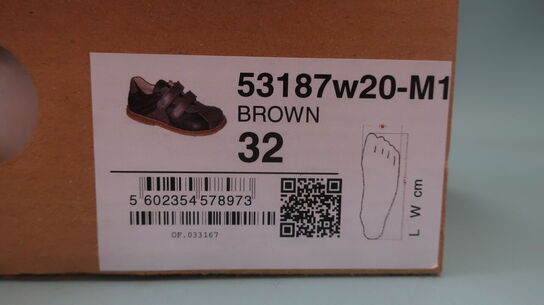 53187w20-M1
BROWN
32
5 602354 578973
OF.033167
L W cm